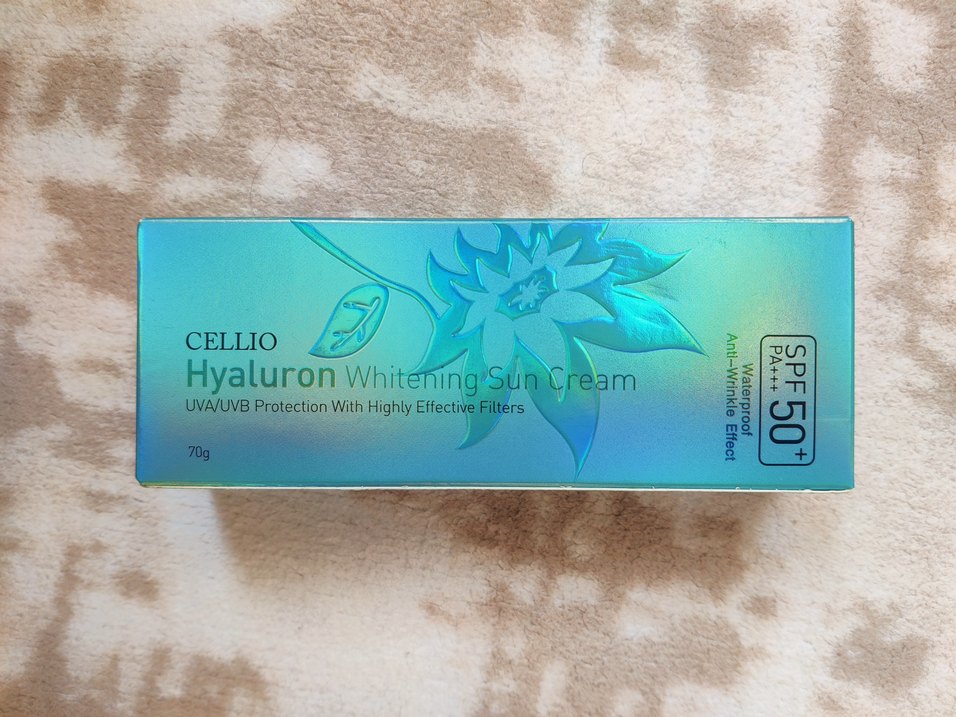 CELLIO
Hyaluron Whitening Sun Cream
UVA/UVB Protection With Highly Effective Filters
70g
SPF 50+
PA+++
Waterproof
Anti-Wrinkle Effect